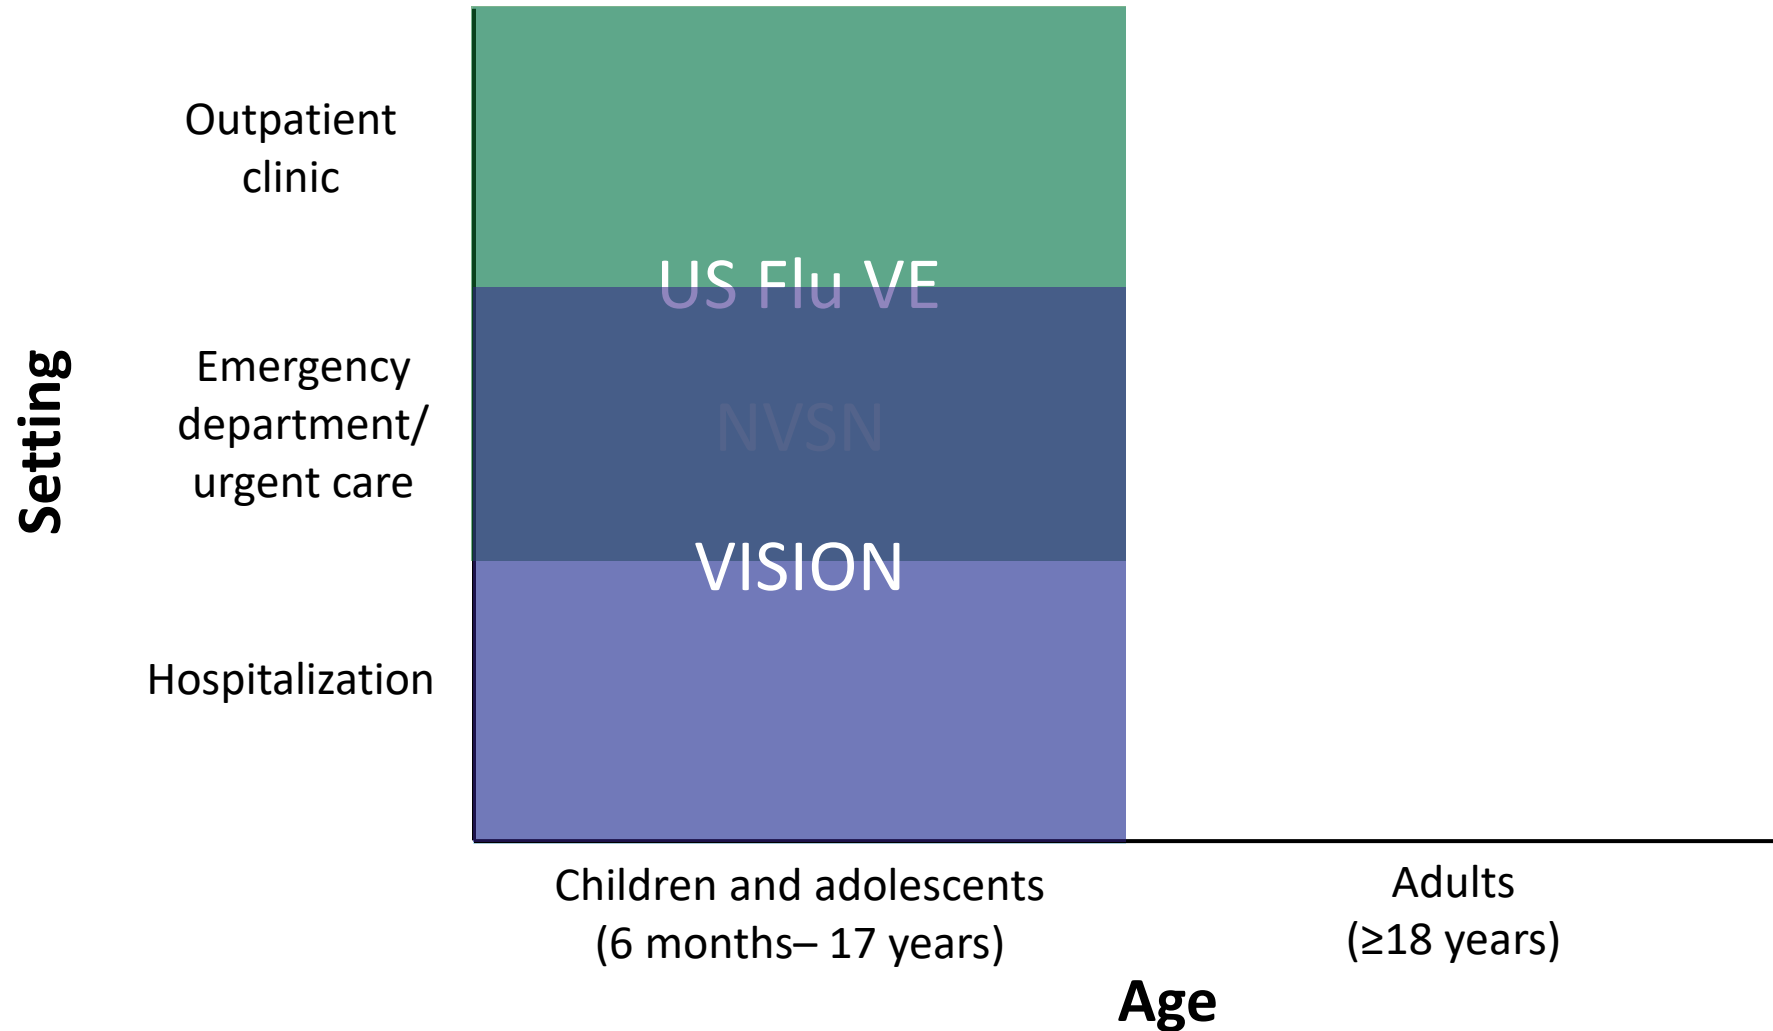 Outpatient
clinic
US Flu VE
Setting
Emergency
department/
urgent care
NVSN
VISION
Hospitalization
Children and adolescents
(6 months– 17 years)
Adults
(≥18 years)
Age